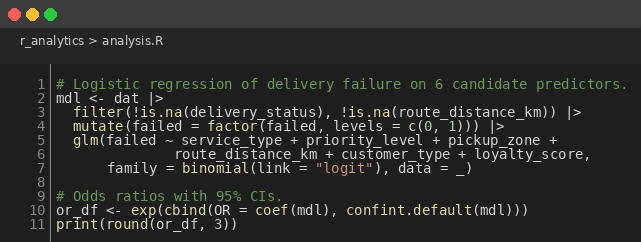 r_analytics > analysis.R
1 # Logistic regression of delivery failure on 6 candidate predictors.
2 mdl <- dat |>
3   filter(!is.na(delivery_status), !is.na(route_distance_km)) |>
4   mutate(failed = factor(failed, levels = c(0, 1))) |>
5   glm(failed ~ service_type + priority_level + pickup_zone +
6               route_distance_km + customer_type + loyalty_score,
7       family = binomial(link = "logit"), data = _)
8
9 # Odds ratios with 95% CIs.
10 or_df <- exp(cbind(OR = coef(mdl), confint.default(mdl)))
11 print(round(or_df, 3))